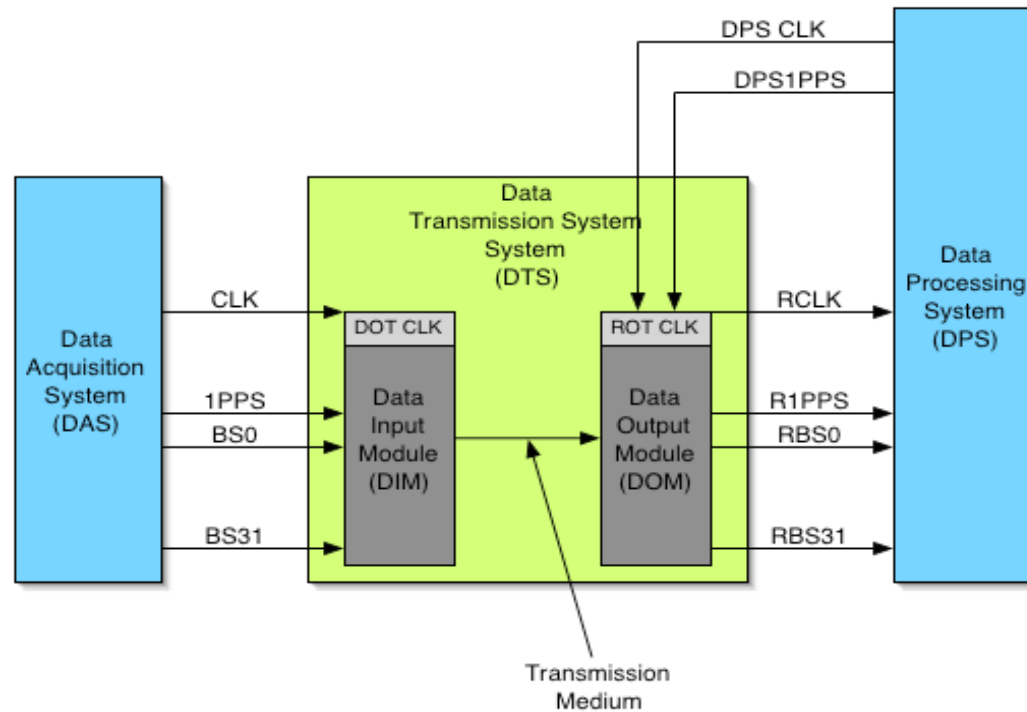 DPS CLK
DPS1PPS
Data
Transmission System
System
(DTS)
Data
Acquisition
System
(DAS)
CLK
1PPS
BS0
BS31
DOT CLK
Data
Input
Module
(DIM)
ROT CLK
Data
Output
Module
(DOM)
RCLK
R1PPS
RBS0
RBS31
Data
Processing
System
(DPS)
Transmission
Medium